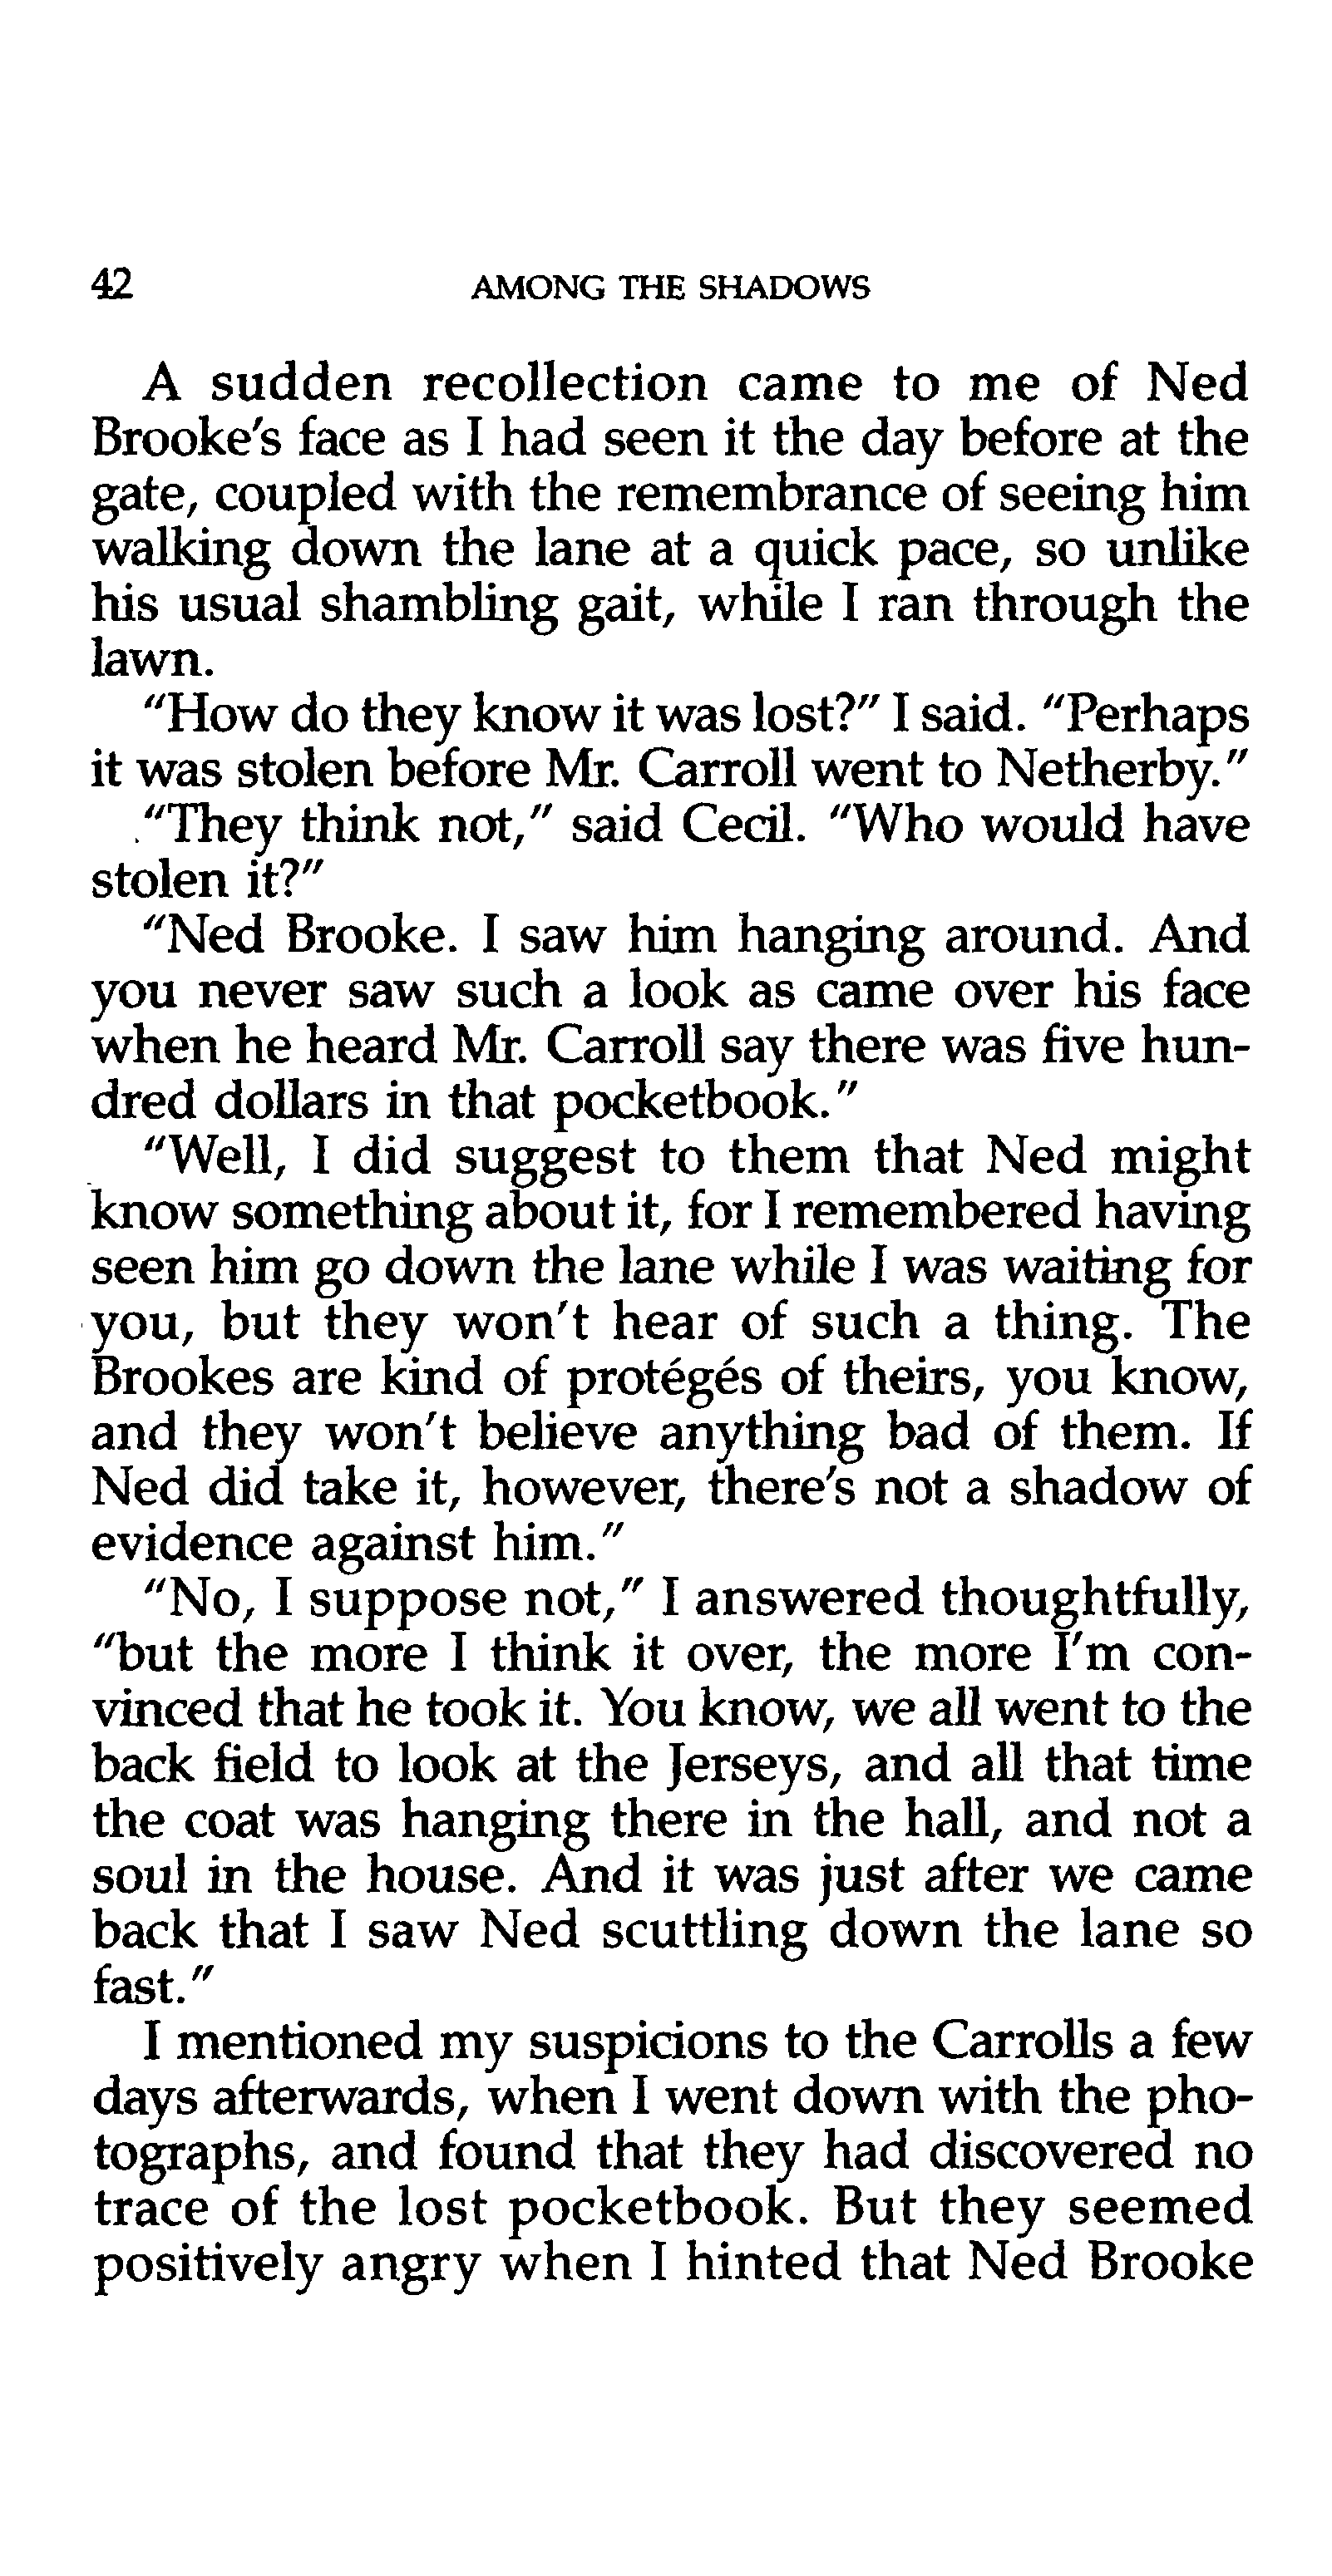 42 AMONG THE SHADOWS
A sudden recollection came to me of Ned
Brooke's face as I had seen it the day before at the
gate, coupled with the remembrance of seeing him
walking down the lane at a quick pace, so unlike
his usual shambling gait, while I ran through the
lawn.
"How do they know it was lost?" I said. "Perhaps
it was stolen before Mr. Carroll went to Netherby."
"They think not," said Cecil. "Who would have
stolen it?"
"Ned Brooke. I saw him hanging around. And
you never saw such a look as came over his face
when he heard Mr. Carroll say there was five hun-
dred dollars in that pocketbook."
"Well, I did suggest to them that Ned might
know something about it, for I remembered having
seen him go down the lane while I was waiting for
you, but they won't hear of such a thing. The
Brookes are kind of protégés of theirs, you know,
and they won't believe anything bad of them. If
Ned did take it, however, there's not a shadow of
evidence against him."
"No, I suppose not," I answered thoughtfully,
"but the more I think it over, the more I'm con-
vinced that he took it. You know, we all went to the
back field to look at the Jerseys, and all that time
the coat was hanging there in the hall, and not a
soul in the house. And it was just after we came
back that I saw Ned scuttling down the lane so
fast."
I mentioned my suspicions to the Carrolls a few
days afterwards, when I went down with the pho-
tographs, and found that they had discovered no
trace of the lost pocketbook. But they seemed
positively angry when I hinted that Ned Brooke